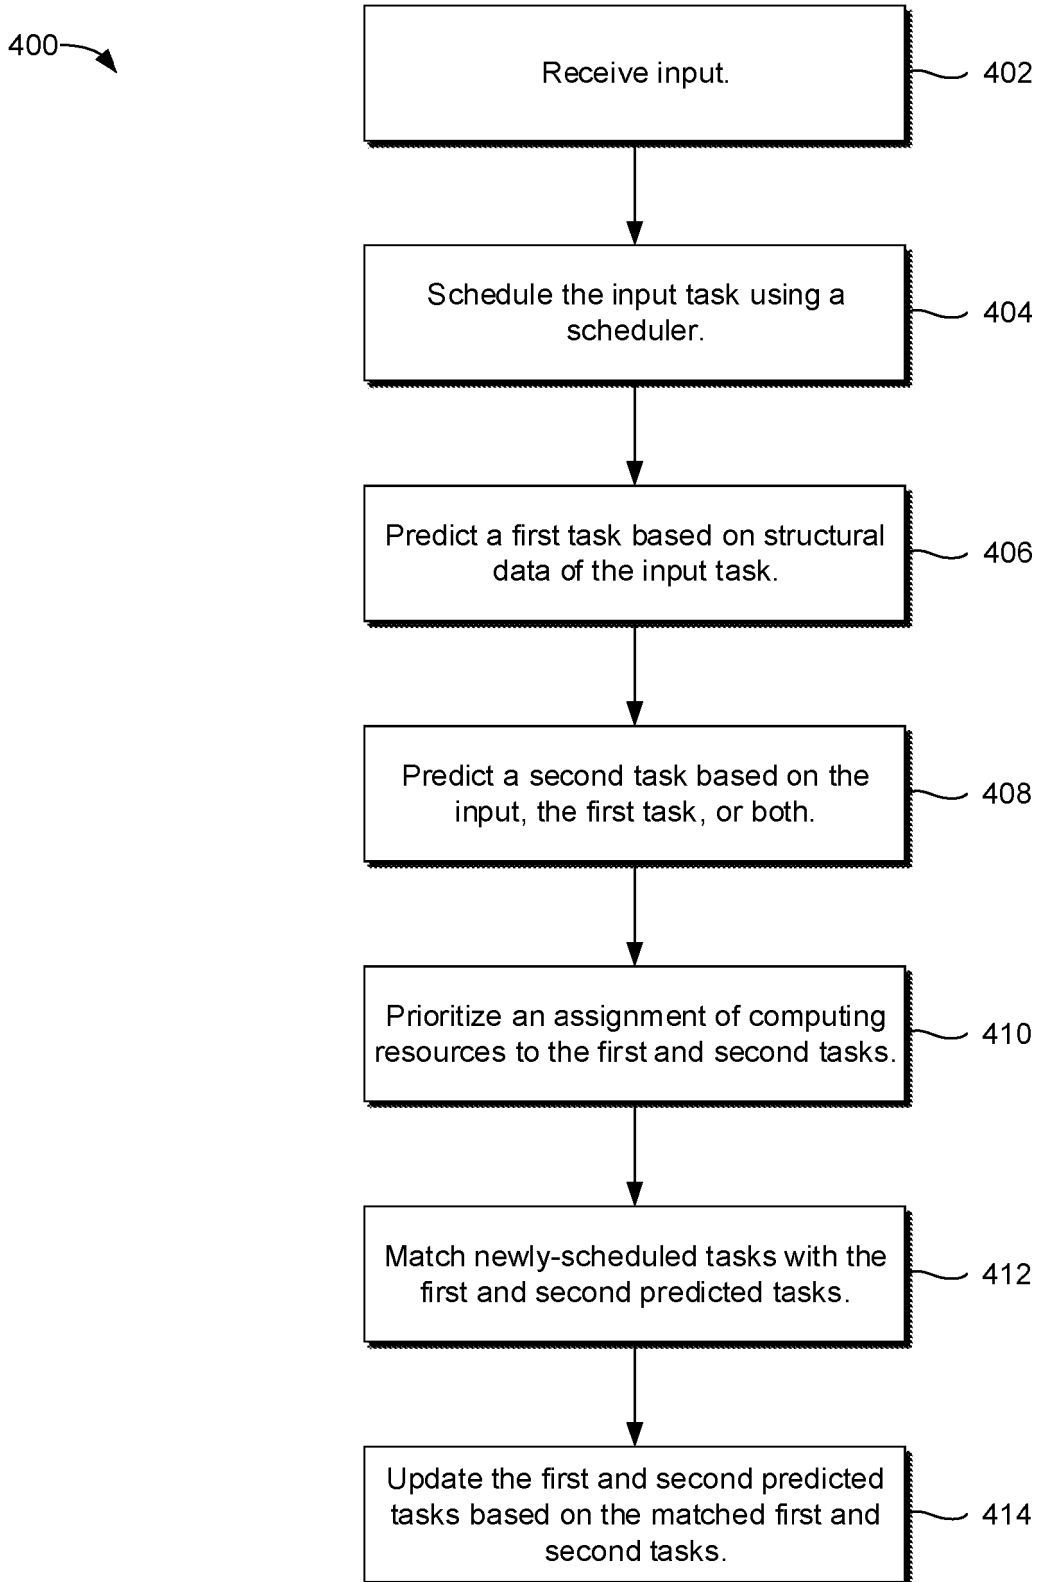 400
Receive input.
402
Schedule the input task using a
scheduler.
404
Predict a first task based on structural
data of the input task.
406
Predict a second task based on the
input, the first task, or both.
408
Prioritize an assignment of computing
resources to the first and second tasks.
410
Match newly-scheduled tasks with the
first and second predicted tasks.
412
Update the first and second predicted
tasks based on the matched first and
second tasks.
414